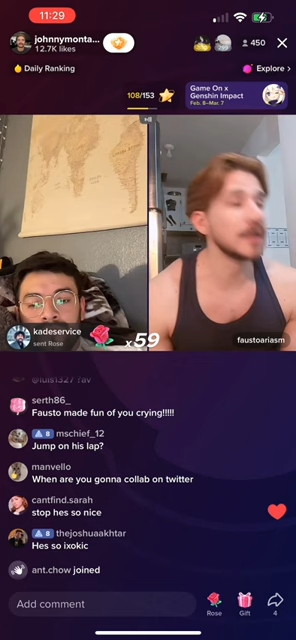 11:29
johnnymonta...
12.7K likes
450
Daily Ranking
Explore >
108/153
Game On x
Genshin Impact
Feb. 8–Mar. 7
kadeservice
sent Rose
x59
faustoariasm
@luis1327 rav
serth86_
Fausto made fun of you crying!!!!!
8 mschief_12
Jump on his lap?
manvello
When are you gonna collab on twitter
cantfind.sarah
stop hes so nice
8 thejoshuaakhtar
Hes so ixokic
ant.chow joined
Add comment
Rose
Gift
4